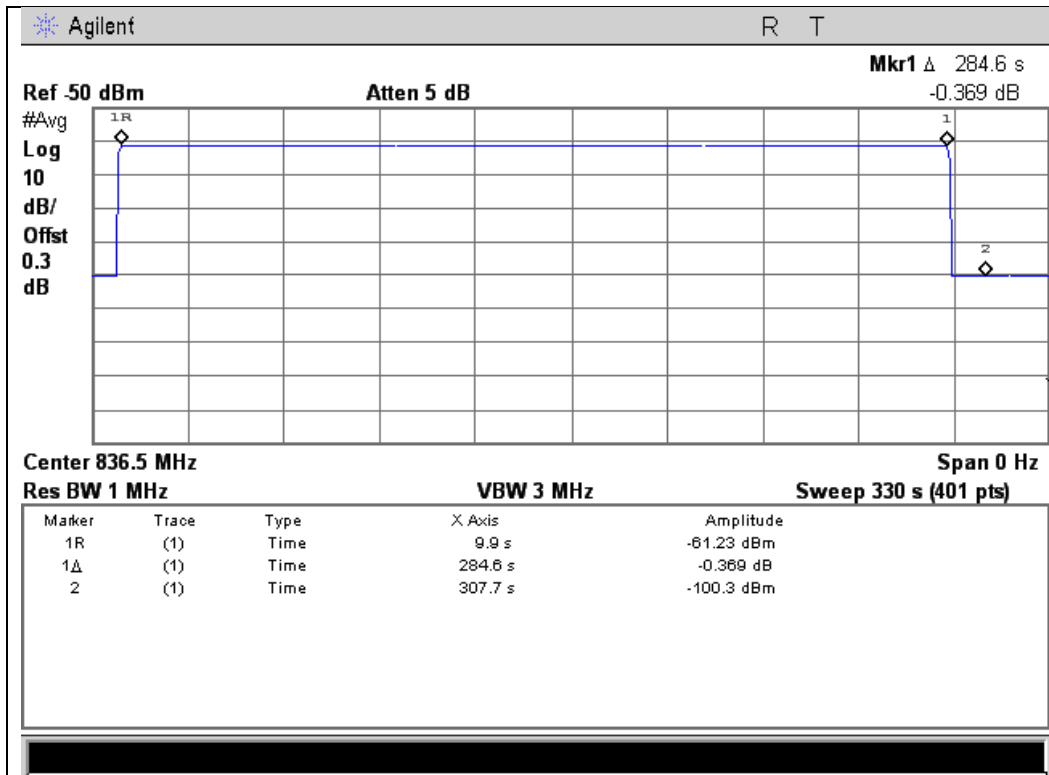 Agilent R T
Mkr1 Δ 284.6 s
Ref -50 dBm Atten 5 dB -0.369 dB
#Avg
Log
10
dB/
Offst
0.3
dB
1R 1
2
Center 836.5 MHz Span 0 Hz
Res BW 1 MHz VBW 3 MHz Sweep 330 s (401 pts)
Marker Trace Type X Axis Amplitude
1R (1) Time 9.9 s -61.23 dBm
1Δ (1) Time 284.6 s -0.369 dB
2 (1) Time 307.7 s -100.3 dBm